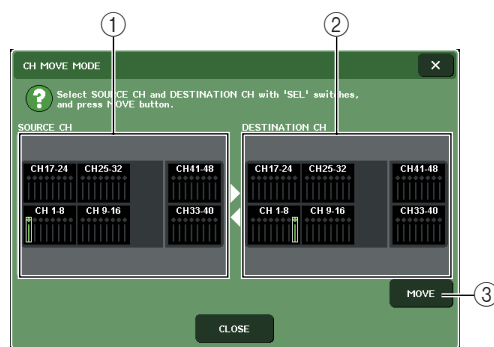 ① ②
CH MOVE MODE ×
? Select SOURCE CH and DESTINATION CH with 'SEL' switches,
and press MOVE button.
SOURCE CH DESTINATION CH
CH17-24 CH25-32 CH41-48 CH17-24 CH25-32 CH41-48
CH 1-8 CH 9-16 CH33-40 CH 1-8 CH 9-16 CH33-40
MOVE ③
CLOSE